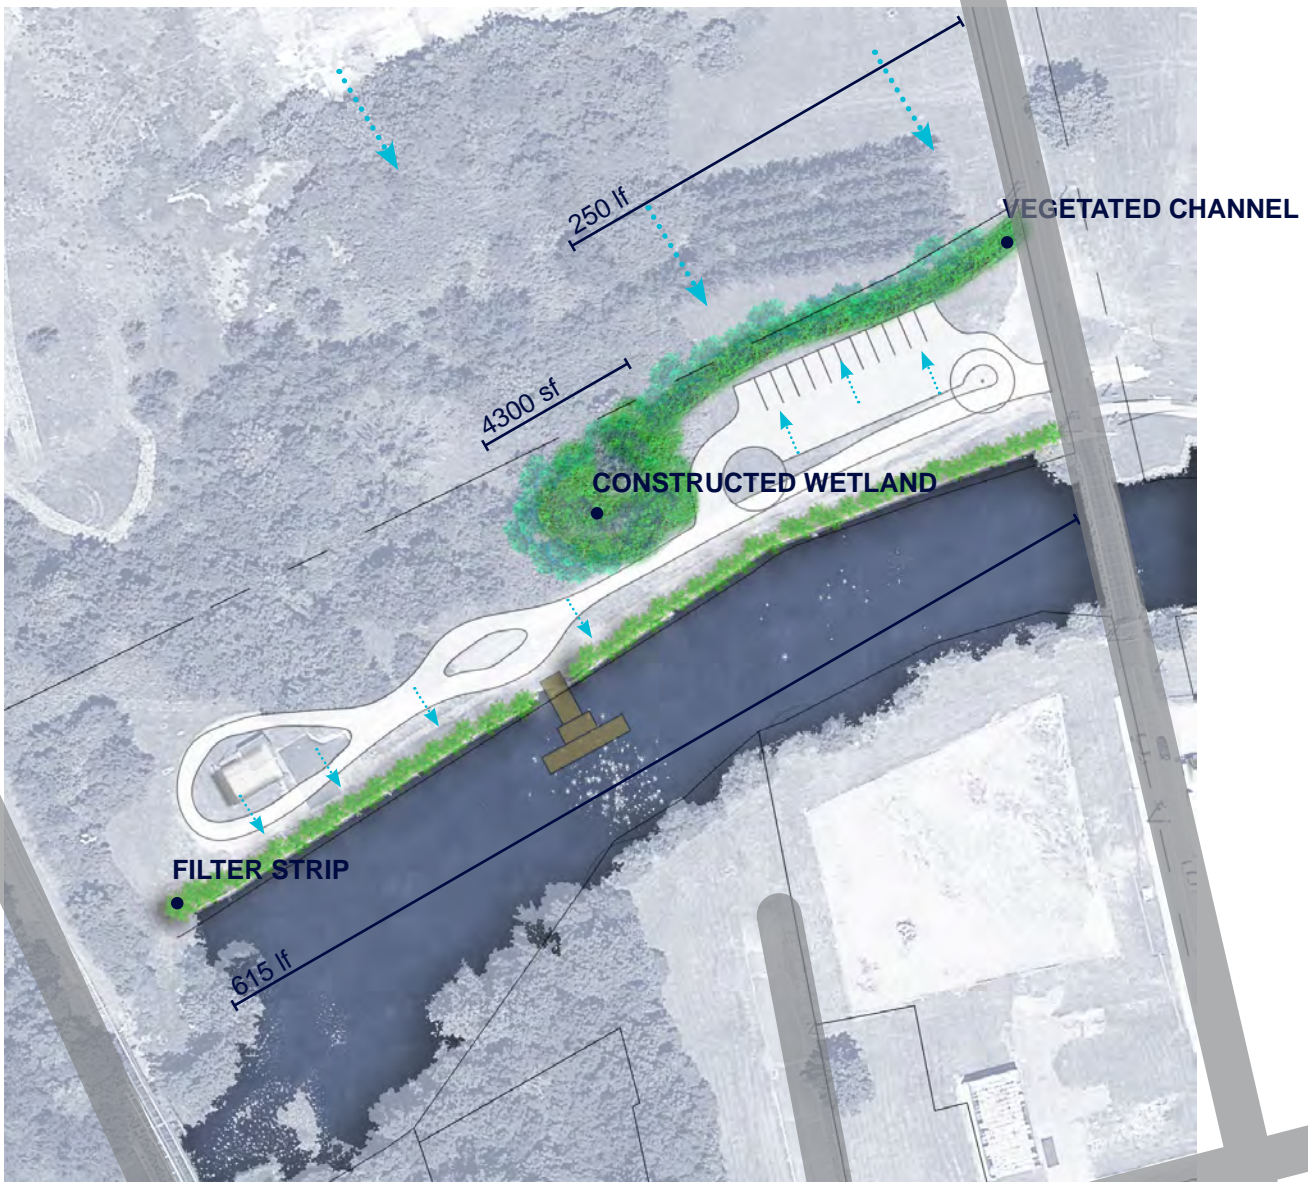 250 lf
VEGETATED CHANNEL
4300 sf
CONSTRUCTED WETLAND
FILTER STRIP
615 lf